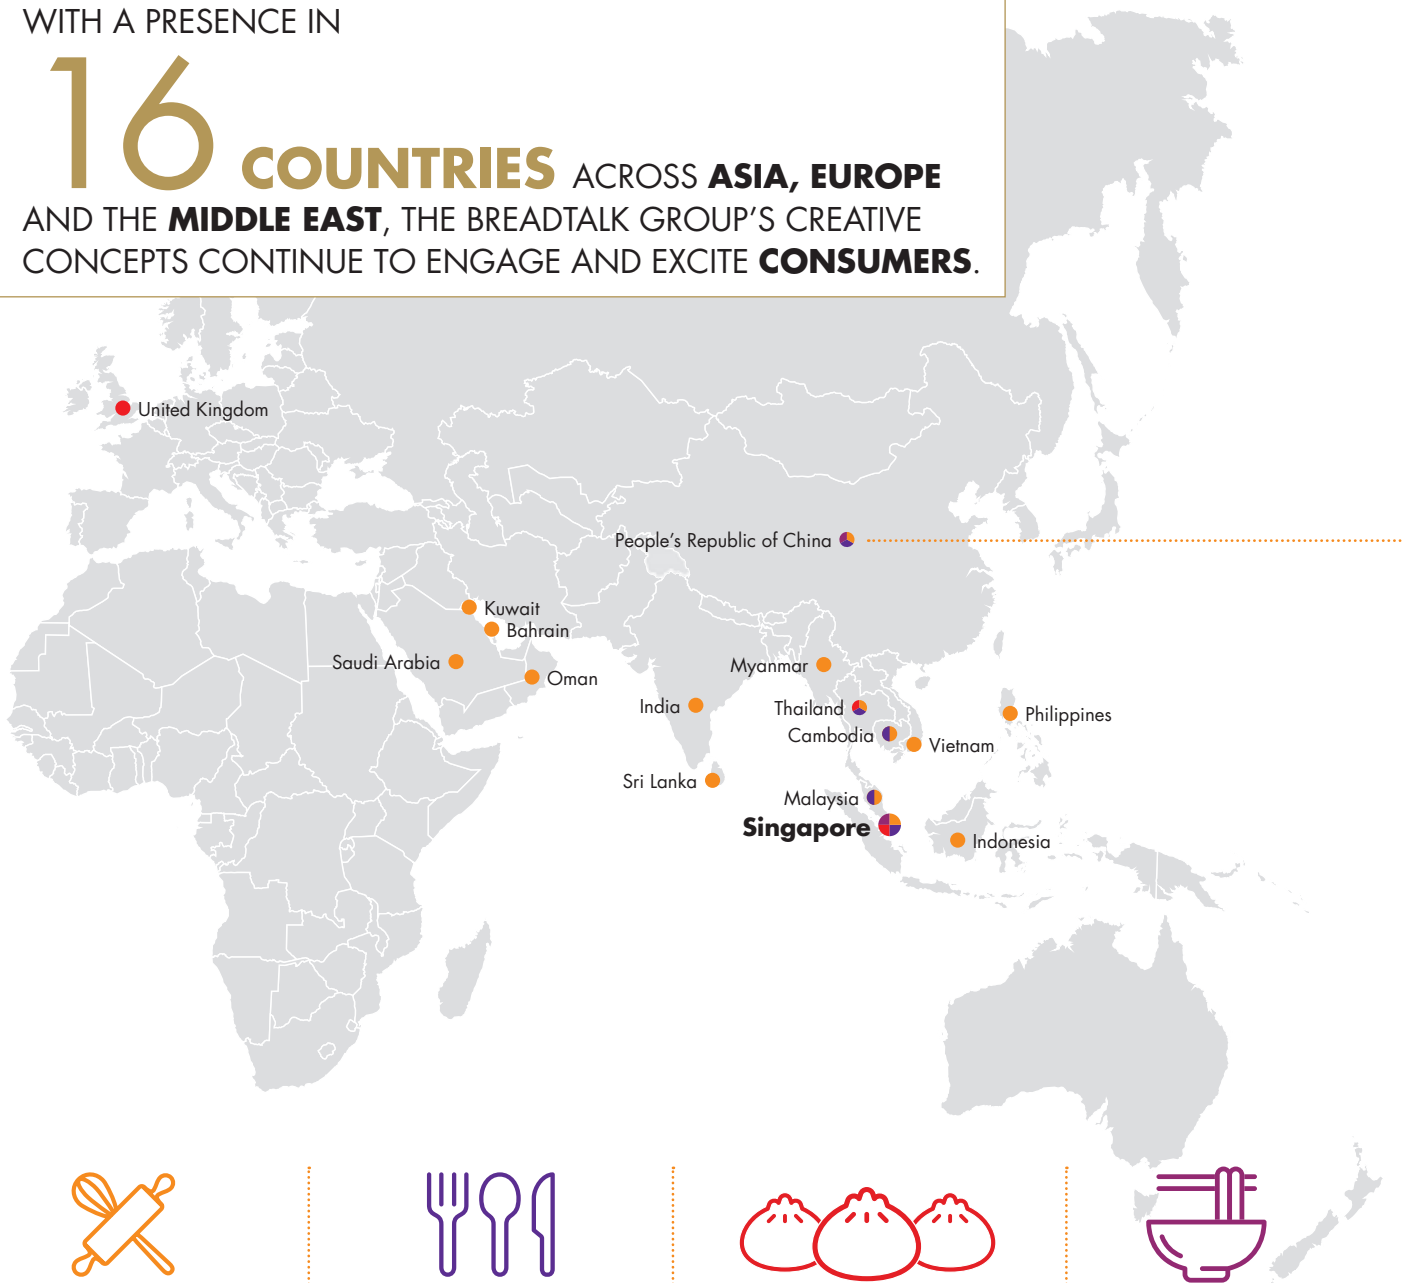 WITH A PRESENCE IN
16 COUNTRIES ACROSS ASIA, EUROPE
AND THE MIDDLE EAST, THE BREADTALK GROUP’S CREATIVE
CONCEPTS CONTINUE TO ENGAGE AND EXCITE CONSUMERS.
United Kingdom
People’s Republic of China
Kuwait
Bahrain
Saudi Arabia
Oman
Myanmar
India
Thailand
Philippines
Cambodia
Vietnam
Sri Lanka
Malaysia
Singapore
Indonesia